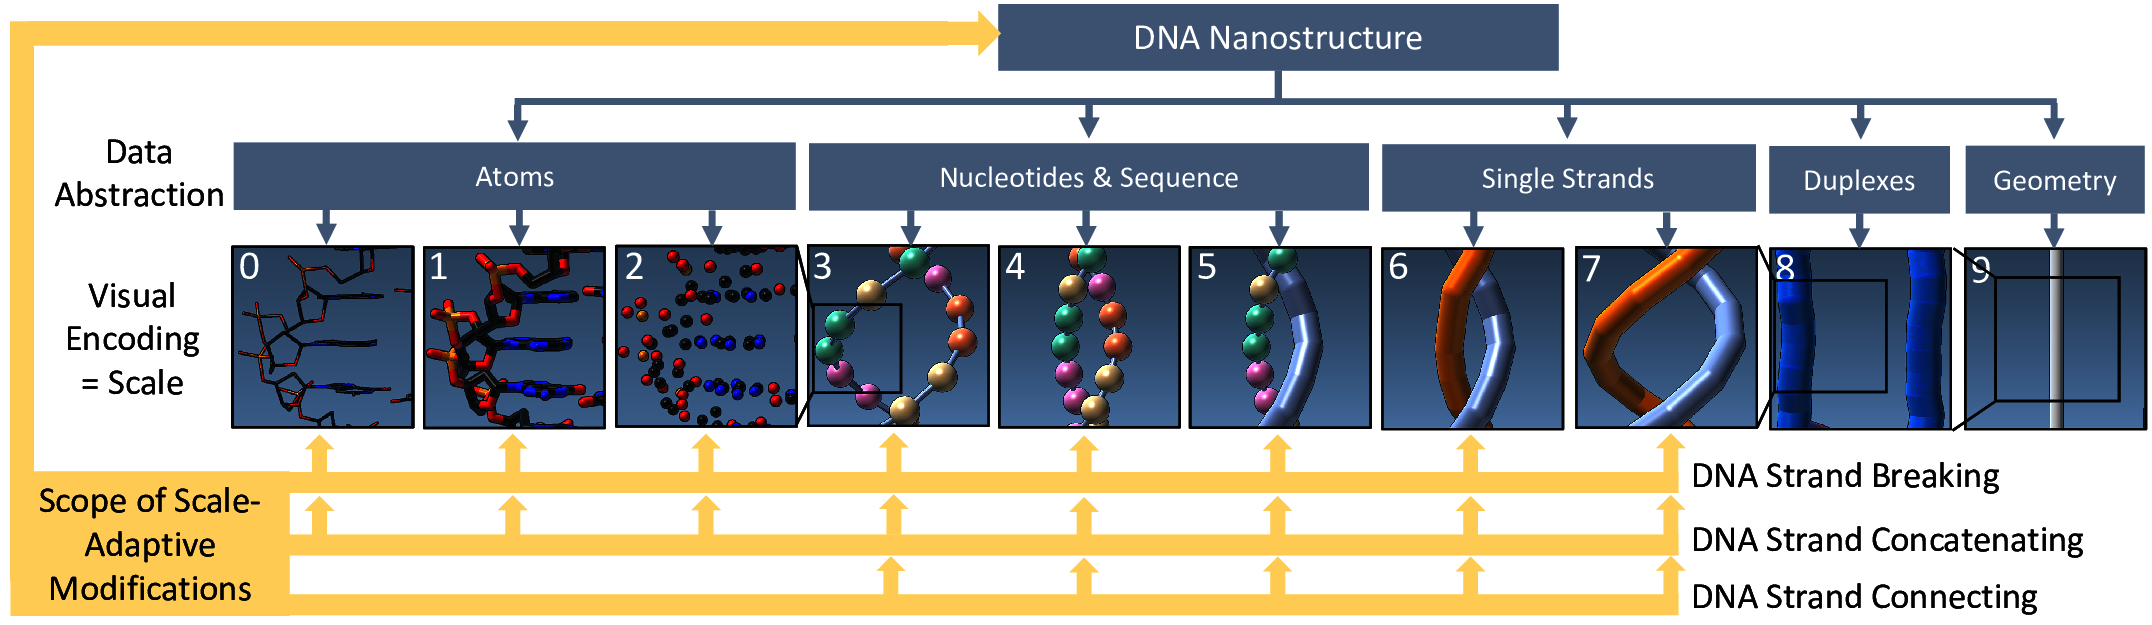 DNA Nanostructure
Data
Abstraction
Atoms
Nucleotides & Sequence
Single Strands
Duplexes
Geometry
Visual
Encoding
= Scale
0
1
2
3
4
5
6
7
8
9
Scope of Scale-
Adaptive
Modifications
DNA Strand Breaking
DNA Strand Concatenating
DNA Strand Connecting